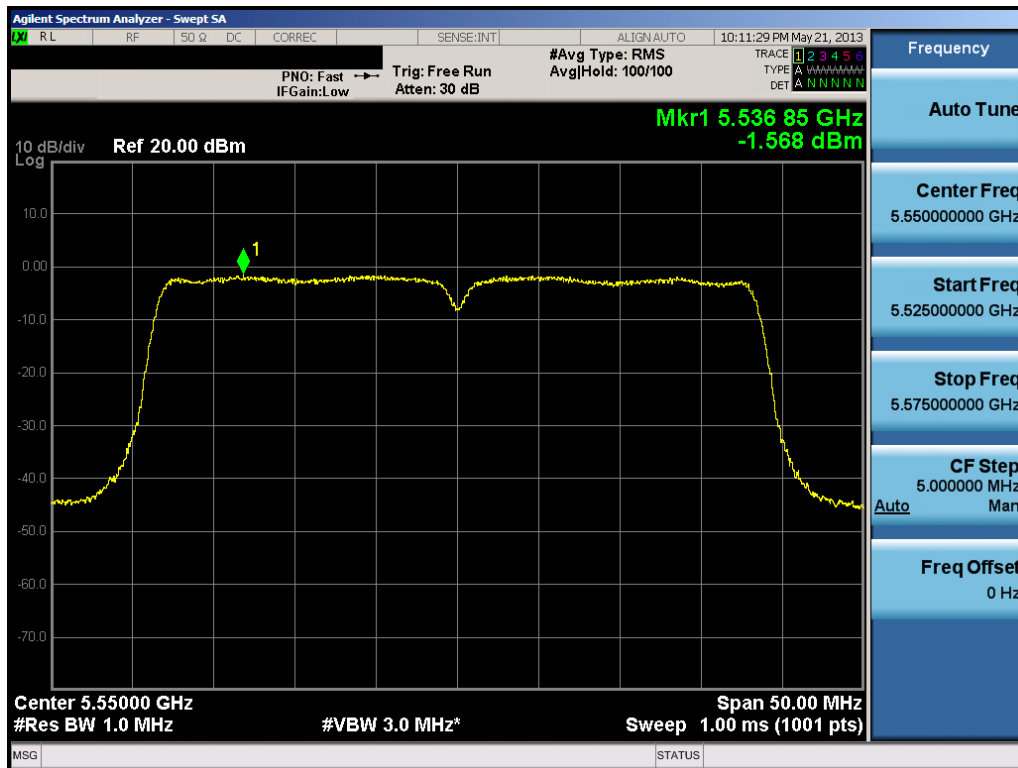 Agilent Spectrum Analyzer - Swept SA
LXI RL RF 50 Ω DC CORREC SENSE:INT ALIGNAUTO 10:11:29 PM May 21, 2013
PNO: Fast Trig: Free Run #Avg Type: RMS TRACE 1 2 3 4 5 6
IFGain:Low Atten: 30 dB Avg|Hold: 100/100 TYPE A WWWWW
DET A N N N N N
Mkr1 5.536 85 GHz
-1.568 dBm
10 dB/div Ref 20.00 dBm
Log
10.0
1
0.00
-10.0
-20.0
-30.0
-40.0
-50.0
-60.0
-70.0
Center 5.55000 GHz Span 50.00 MHz
#Res BW 1.0 MHz #VBW 3.0 MHz* Sweep 1.00 ms (1001 pts)
MSG STATUS
Frequency
Auto Tune
Center Freq
5.550000000 GHz
Start Freq
5.525000000 GHz
Stop Freq
5.575000000 GHz
CF Step
5.000000 MHz
Auto Man
Freq Offset
0 Hz